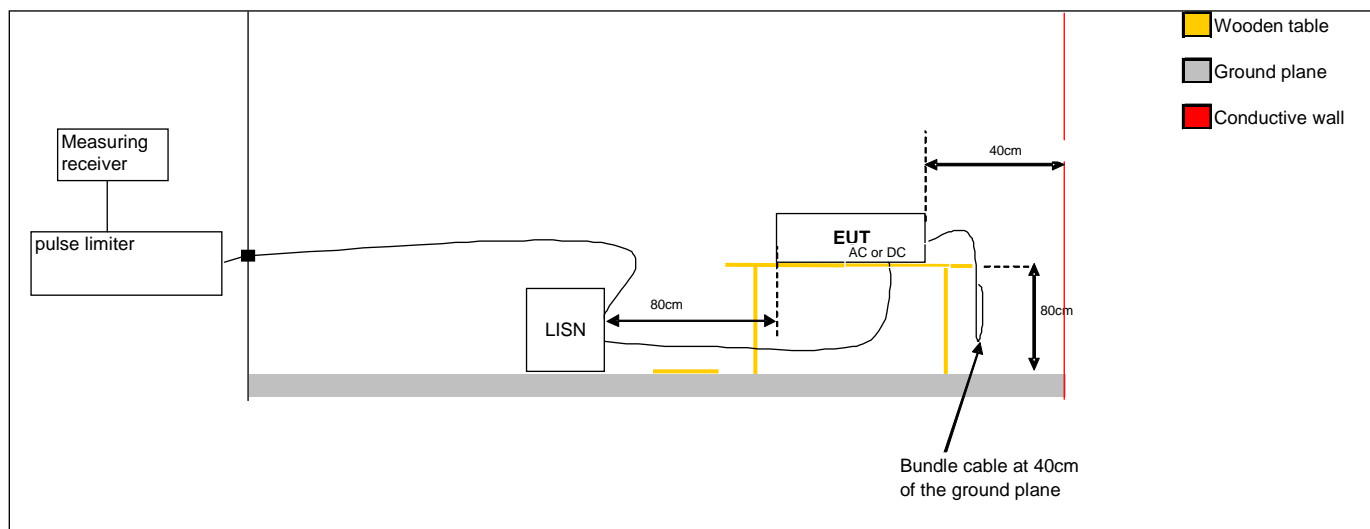 Wooden table
Ground plane
Conductive wall
Measuring
receiver
pulse limiter
40cm
EUT
AC or DC
80cm
80cm
LISN
Bundle cable at 40cm
of the ground plane